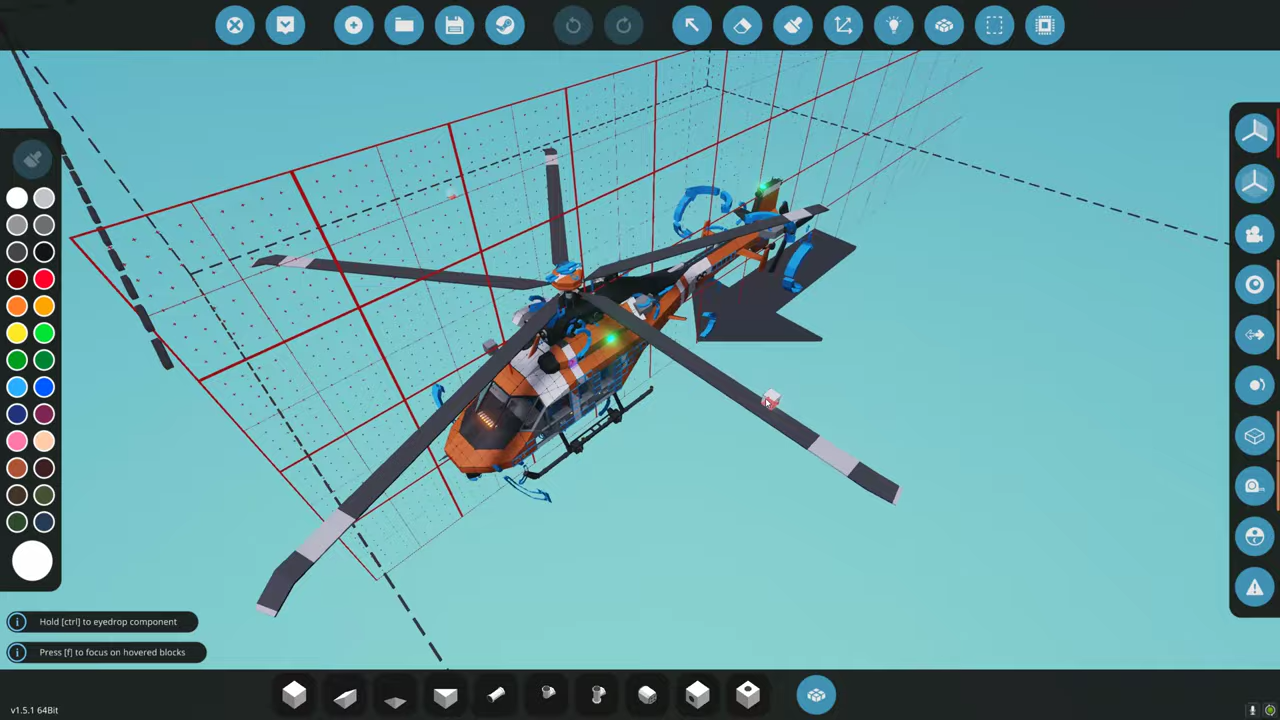 Hold [ctrl] to eyedrop component
Press [f] to focus on hovered blocks
v1.5.1 64Bit